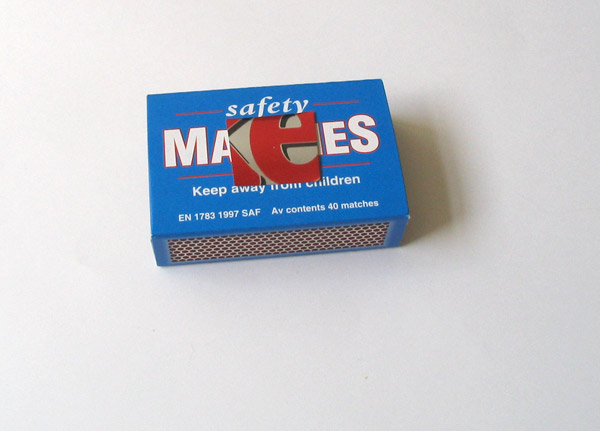 safety
MA e ES
Keep away from children
EN 1783 1997 SAF Av contents 40 matches